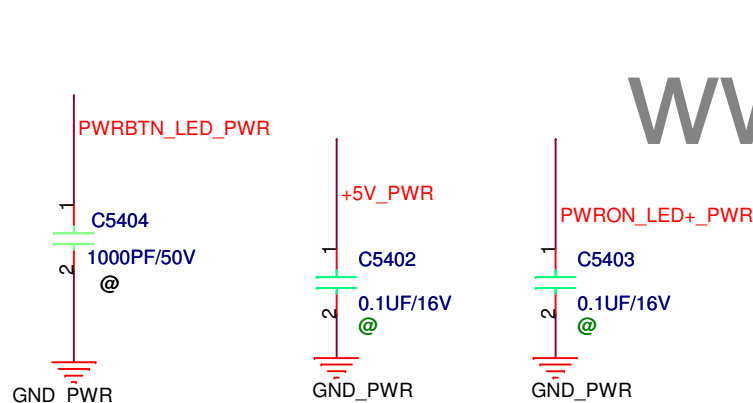 PWRBTN_LED_PWR
1
C5404
1000PF/50V
2
@
GND_PWR
+5V_PWR
1
C5402
0.1UF/16V
2
@
GND_PWR
PWRON_LED+_PWR
1
C5403
0.1UF/16V
2
@
GND_PWR